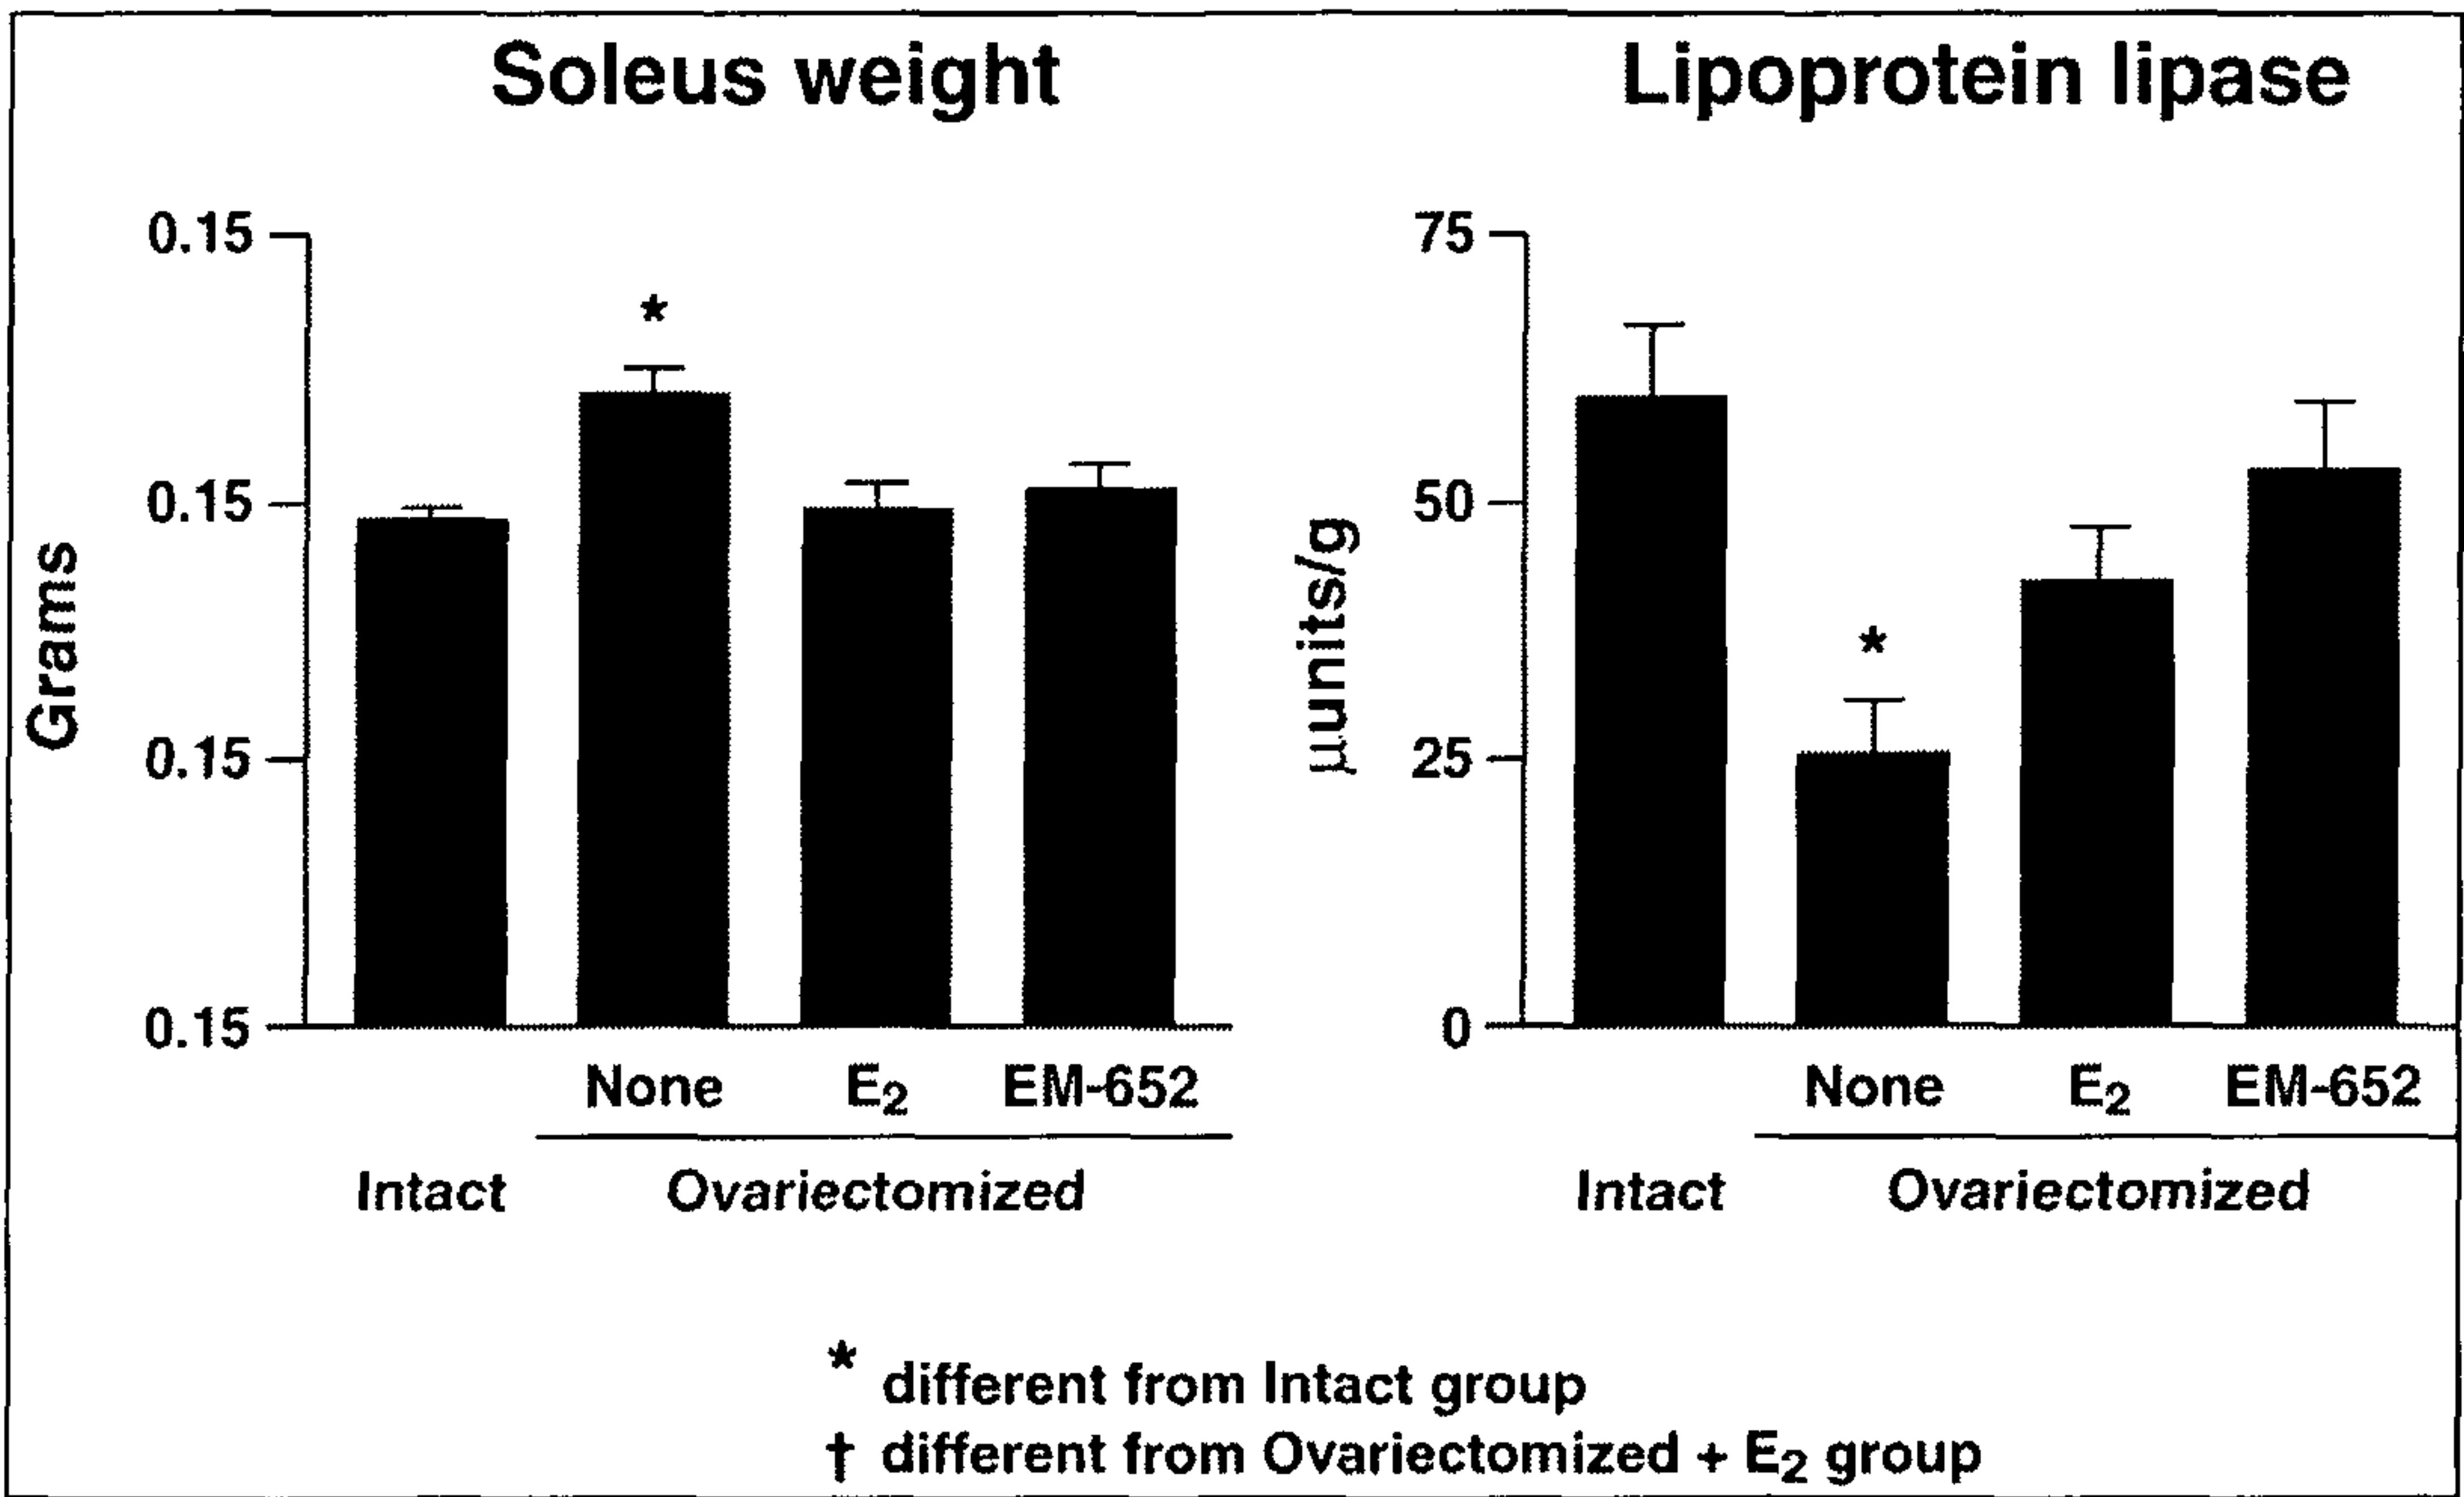 Soleus weight
0.15
*
0.15
Grams
0.15
0.15
None E₂ EM-652
Intact Ovariectomized
Lipoprotein lipase
75
50
µunits/g
*
25
0
None E₂ EM-652
Intact Ovariectomized
* different from Intact group
† different from Ovariectomized + E₂ group